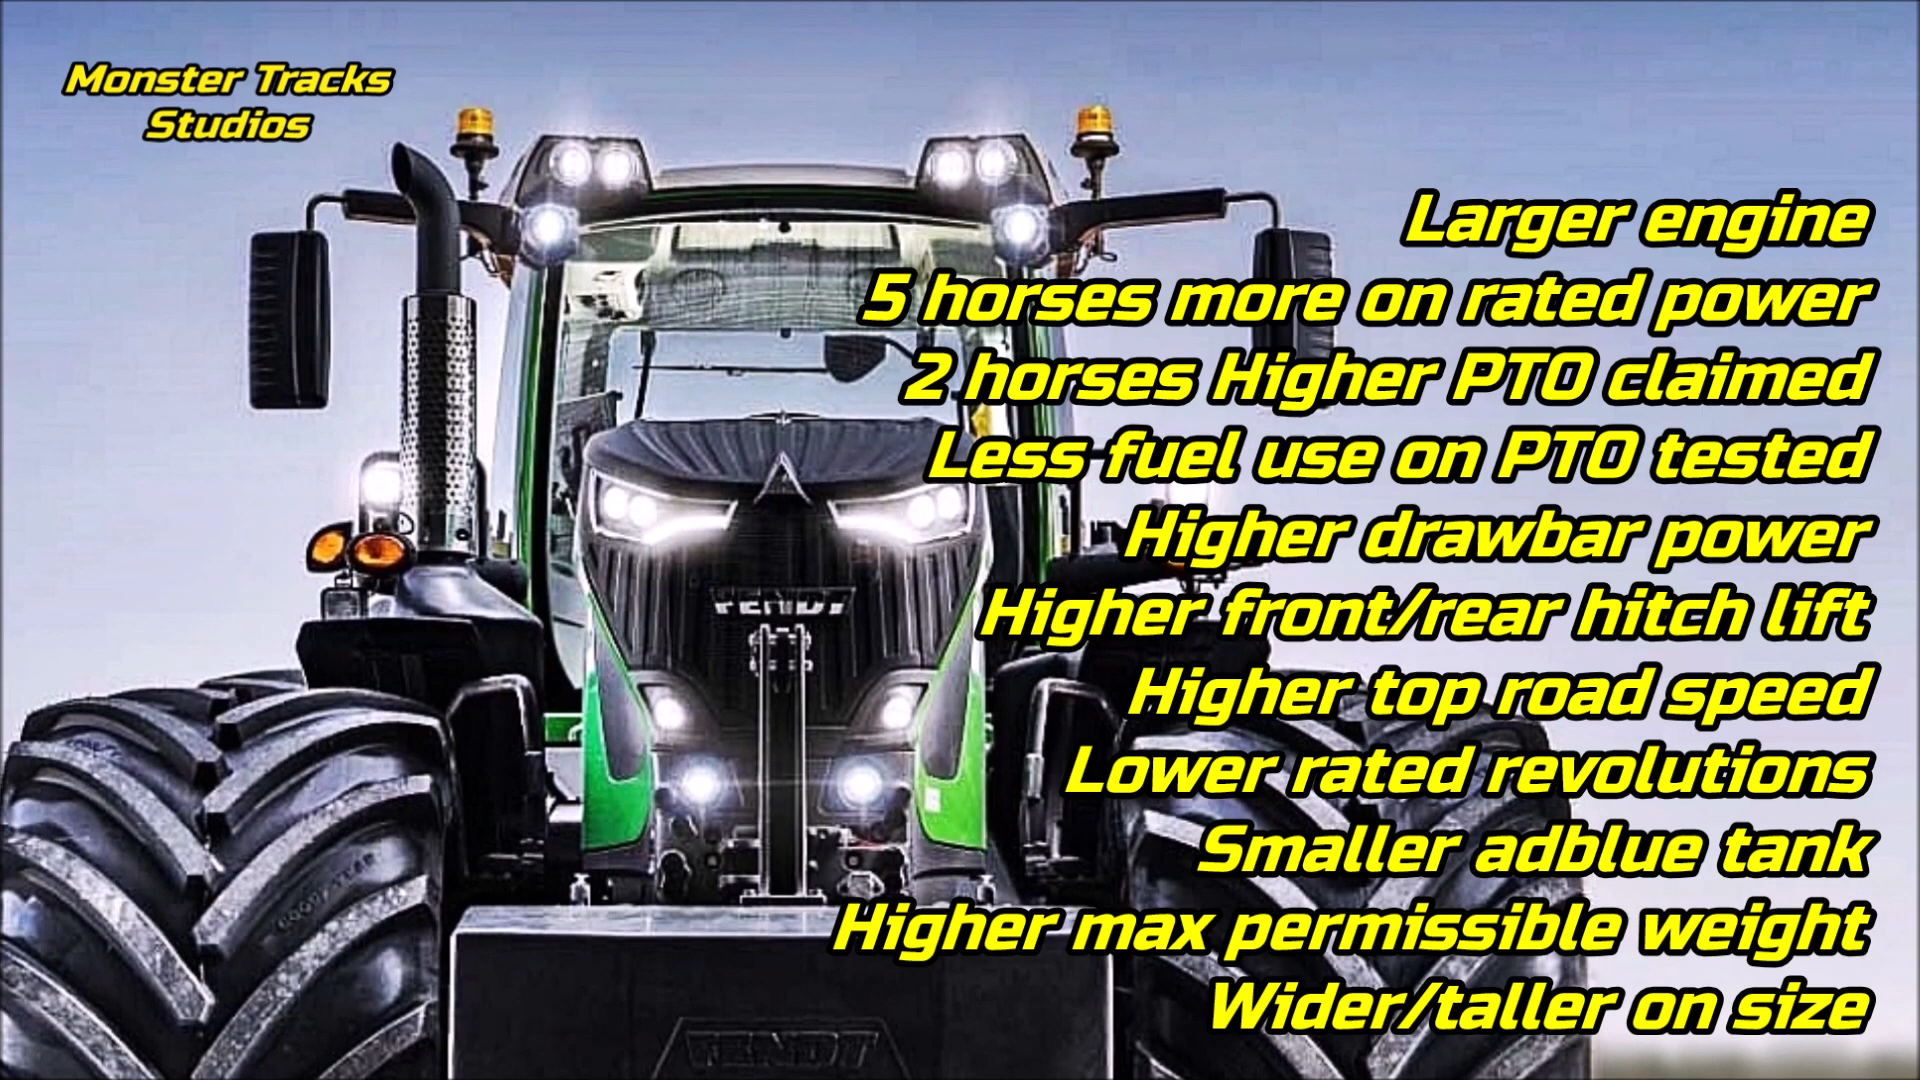 Monster Tracks
Studios
Larger engine
5 horses more on rated power
2 horses Higher PTO claimed
Less fuel use on PTO tested
Higher drawbar power
FENDT
Higher front/rear hitch lift
Higher top road speed
Lower rated revolutions
Smaller adblue tank
GOODYEAR
Higher max permissible weight
Wider/taller on size
FENDT